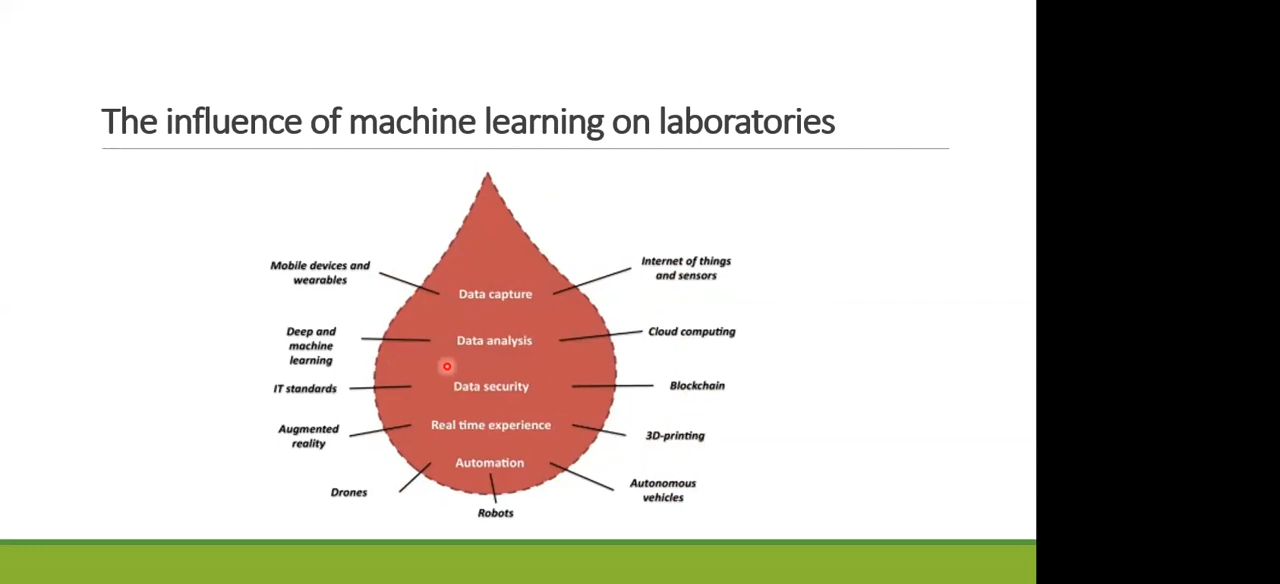 The influence of machine learning on laboratories
Mobile devices and
wearables
Internet of things
and sensors
Data capture
Deep and
machine
learning
Data analysis
Cloud computing
IT standards
Data security
Blockchain
Augmented
reality
Real time experience
3D-printing
Automation
Drones
Autonomous
vehicles
Robots